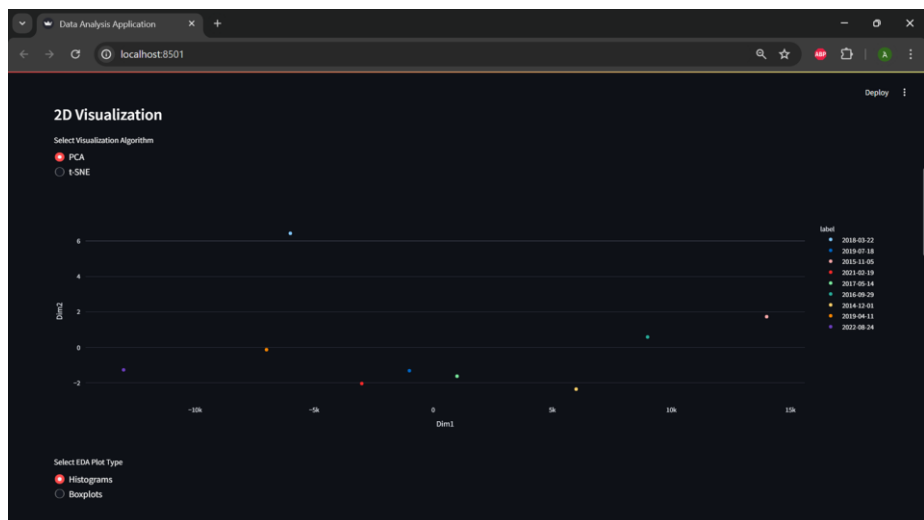 Data Analysis Application
localhost:8501
ABP
A
Deploy
2D Visualization
Select Visualization Algorithm
PCA
t-SNE
label
2018-03-22
2019-07-18
2015-11-05
2021-02-19
2017-05-14
2016-09-29
2014-12-01
2019-04-11
2022-08-24
6
4
2
0
−2
Dim2
−10k
−5k
0
5k
10k
15k
Dim1
Select EDA Plot Type
Histograms
Boxplots